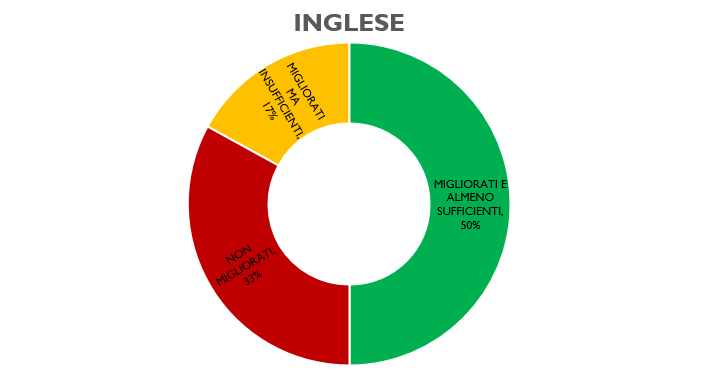 INGLESE
MIGLIORATI
MA
INSUFFICIENTI,
17%
MIGLIORATI E
ALMENO
SUFFICIENTI,
50%
NON
MIGLIORATI,
33%